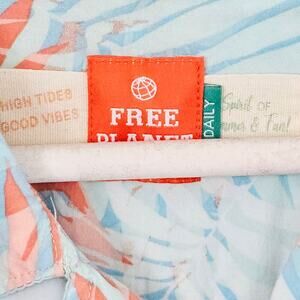 HIGH TIDES
GOOD VIBES
FREE
PLANET
DAILY
Spirit OF
& Fun!